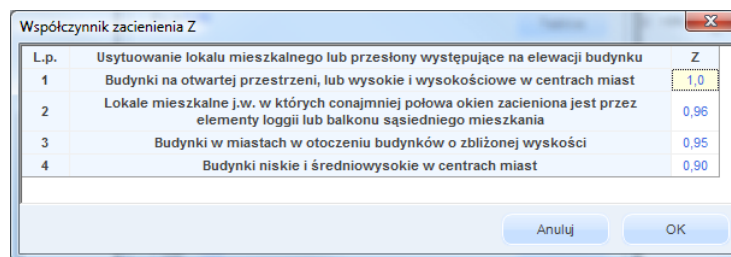 Współczynnik zacienienia Z
L.p. Usytuowanie lokalu mieszkalnego lub przesłony występujące na elewacji budynku Z
1 Budynki na otwartej przestrzeni, lub wysokie i wysokościowe w centrach miast 1,0
2 Lokale mieszkalne j.w. w których conajmniej połowa okien zacieniona jest przez 0,96
elementy loggii lub balkonu sąsiedniego mieszkania
3 Budynki w miastach w otoczeniu budynków o zbliżonej wyskości 0,95
4 Budynki niskie i średniowysokie w centrach miast 0,90
Anuluj OK